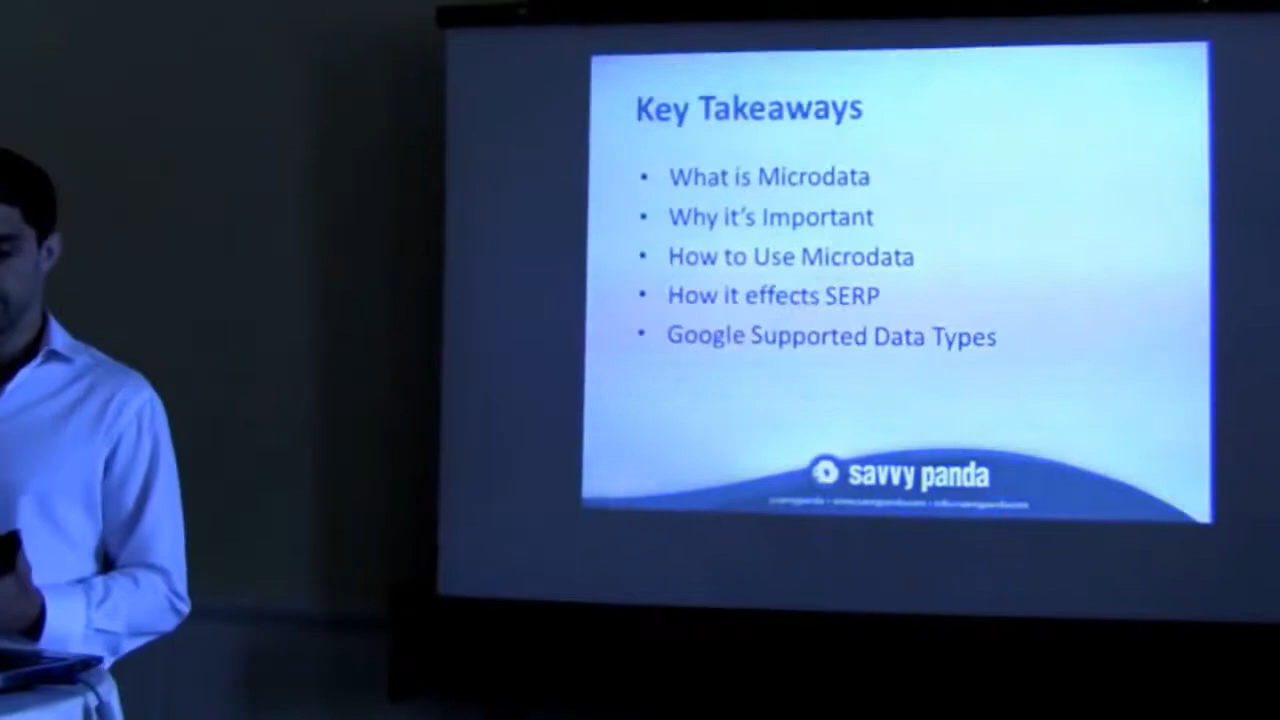 Key Takeaways
• What is Microdata
• Why it's Important
• How to Use Microdata
• How it effects SERP
• Google Supported Data Types
savvy panda